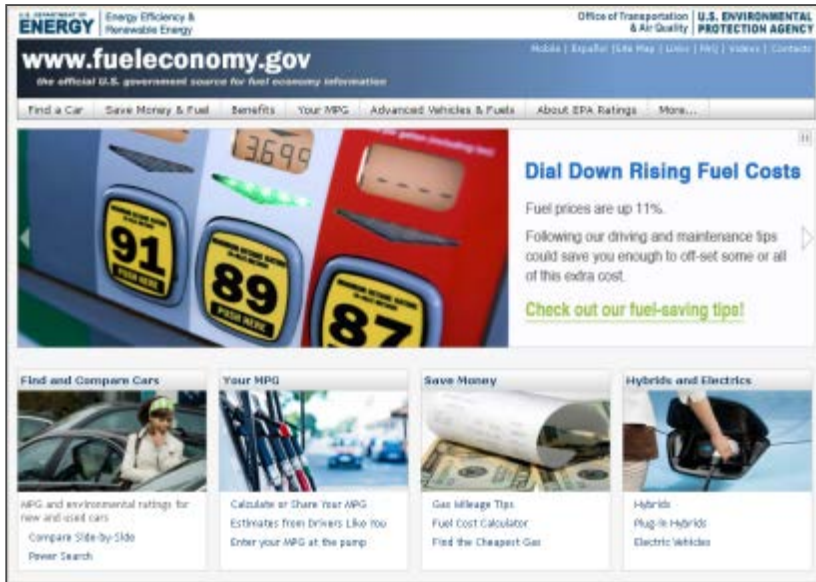 U.S. DEPARTMENT OF
ENERGY
Energy Efficiency &
Renewable Energy
Office of Transportation
& Air Quality
U.S. ENVIRONMENTAL
PROTECTION AGENCY
www.fueleconomy.gov
the official U.S. government source for fuel economy information
Mobile | Español | Site Map | Links | FAQ | Videos | Contacts
Find a Car Save Money & Fuel Benefits Your MPG Advanced Vehicles & Fuels About EPA Ratings More...
3.699
91
PUSH HERE
89
PUSH HERE
87
Dial Down Rising Fuel Costs
Fuel prices are up 11%.
Following our driving and maintenance tips
could save you enough to off-set some or all
of this extra cost.
Check out our fuel-saving tips!
Find and Compare Cars
MPG and environmental ratings for
new and used cars
Compare Side-by-Side
Power Search
Your MPG
Calculate or Share Your MPG
Estimates from Drivers Like You
Enter your MPG at the pump
Save Money
Gas Mileage Tips
Fuel Cost Calculator
Find the Cheapest Gas
Hybrids and Electrics
Hybrids
Plug-in Hybrids
Electric Vehicles